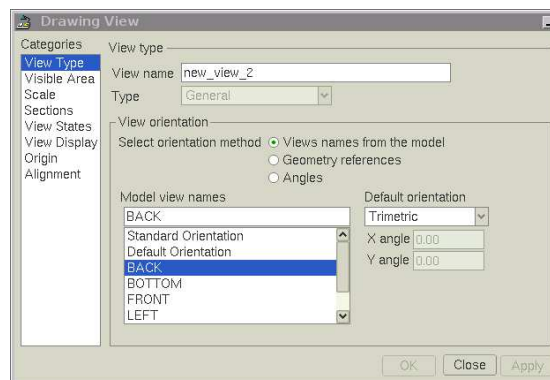 Drawing View
Categories
View Type
Visible Area
Scale
Sections
View States
View Display
Origin
Alignment
View type
View name new_view_2
Type General
View orientation
Select orientation method Views names from the model
Geometry references
Angles
Model view names
BACK
Standard Orientation
Default Orientation
BACK
BOTTOM
FRONT
LEFT
Default orientation
Trimetric
X angle 0.00
Y angle 0.00
OK Close Apply